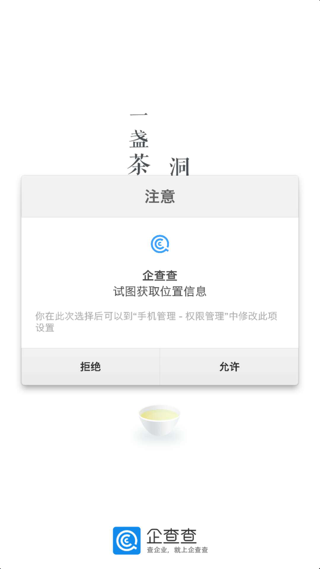 一盏茶
洞
注意
企查查
试图获取位置信息
你在此次选择后可以到“手机管理-权限管理”中修改此项
设置
拒绝
允许
企查查
查企业，就上企查查